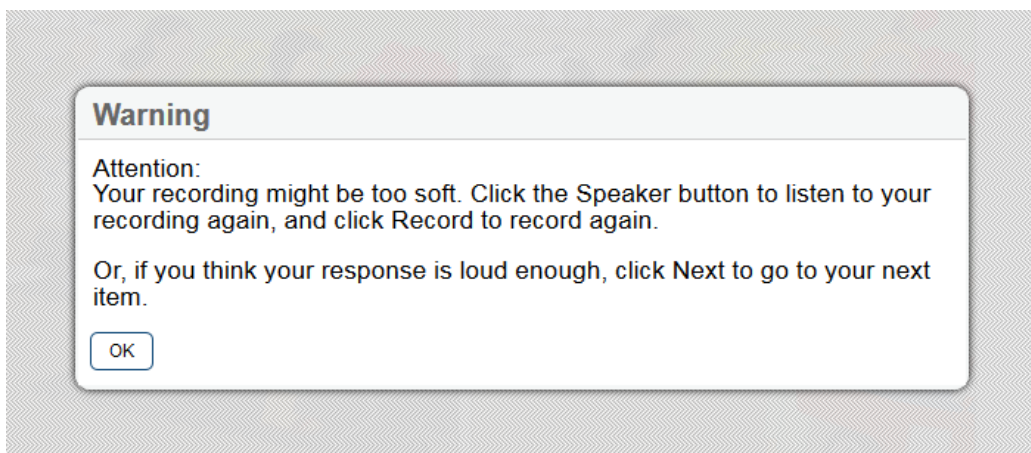 Warning
Attention:
Your recording might be too soft. Click the Speaker button to listen to your
recording again, and click Record to record again.
Or, if you think your response is loud enough, click Next to go to your next
item.
OK